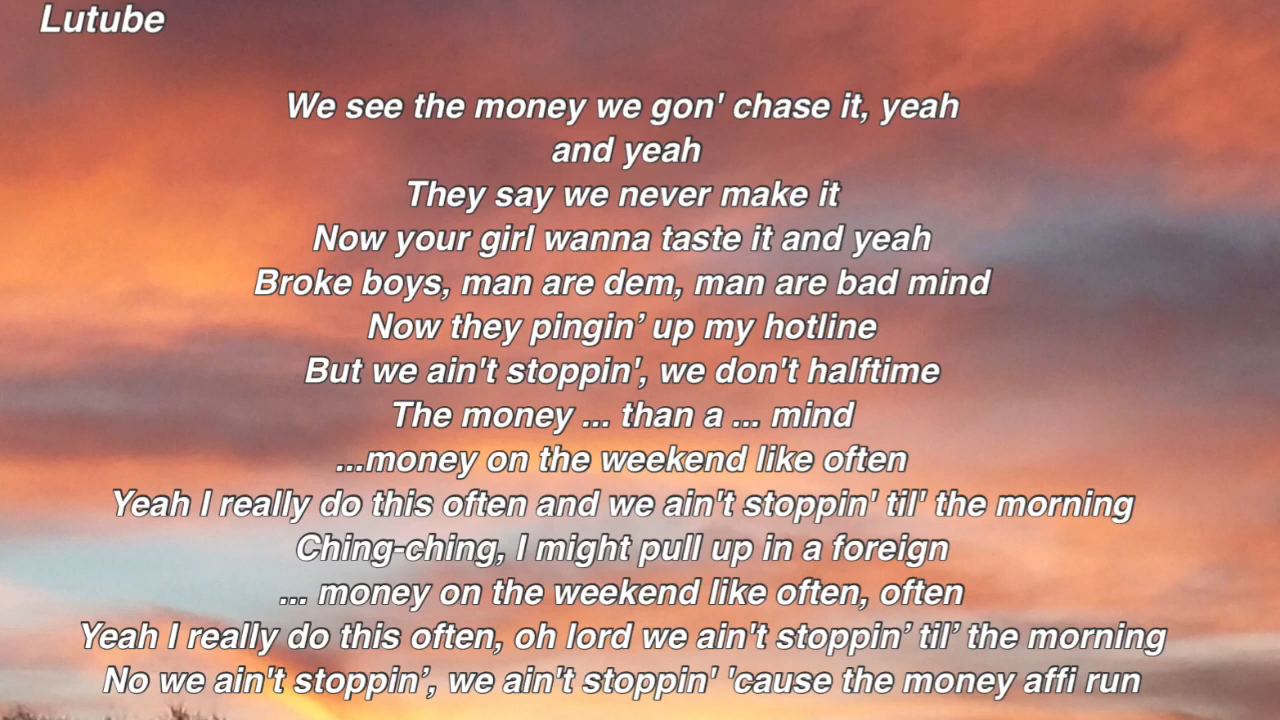 Lutube
We see the money we gon' chase it, yeah
and yeah
They say we never make it
Now your girl wanna taste it and yeah
Broke boys, man are dem, man are bad mind
Now they pingin’ up my hotline
But we ain't stoppin', we don't halftime
The money ... than a ... mind
...money on the weekend like often
Yeah I really do this often and we ain't stoppin' til' the morning
Ching-ching, I might pull up in a foreign
... money on the weekend like often, often
Yeah I really do this often, oh lord we ain't stoppin’ til’ the morning
No we ain't stoppin’, we ain't stoppin' 'cause the money affi run